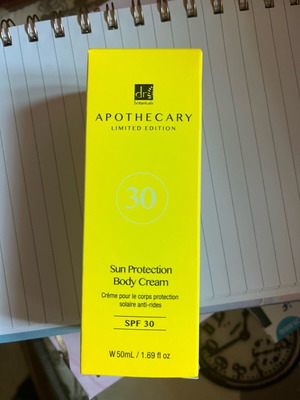 dr
botanicals
APOTHECARY
LIMITED EDITION
30
Sun Protection
Body Cream
Crème pour le corps protection
solaire anti-rides
SPF 30
W 50mL / 1.69 fl oz